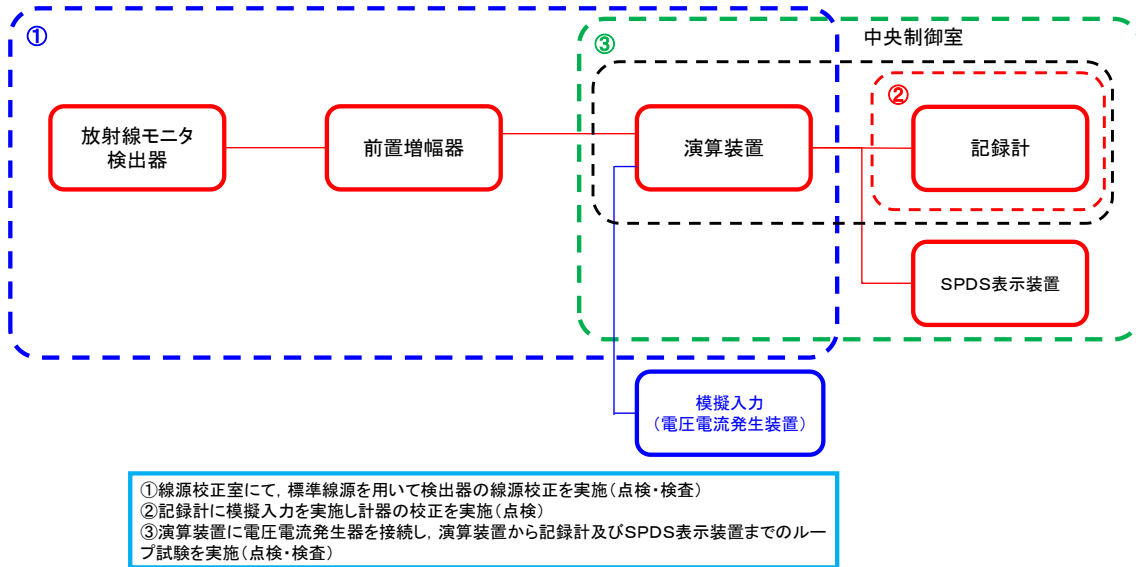 ①
③
中央制御室
②
放射線モニタ
検出器
前置増幅器
演算装置
記録計
SPDS表示装置
模擬入力
（電圧電流発生装置）
①線源校正室にて，標準線源を用いて検出器の線源校正を実施（点検・検査）
②記録計に模擬入力を実施し計器の校正を実施（点検）
③演算装置に電圧電流発生器を接続し，演算装置から記録計及びSPDS表示装置までのルー
プ試験を実施（点検・検査）